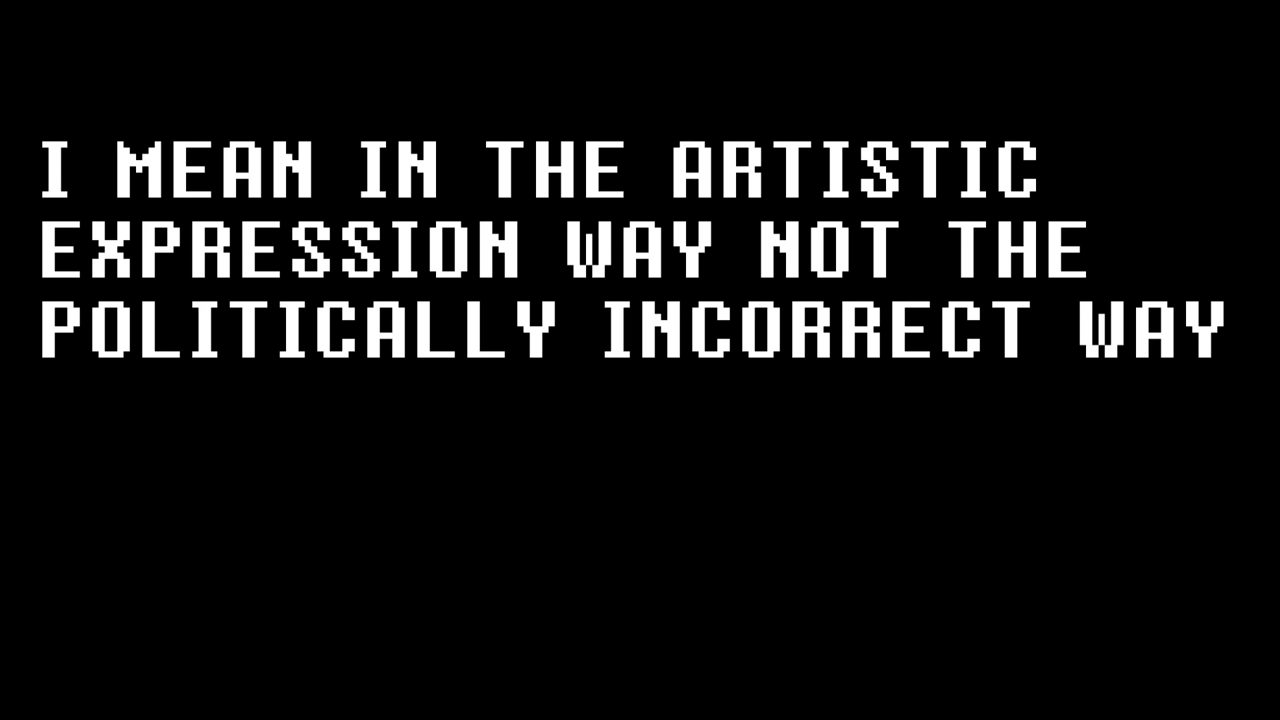 I MEAN IN THE ARTISTIC
EXPRESSION WAY NOT THE
POLITICALLY INCORRECT WAY